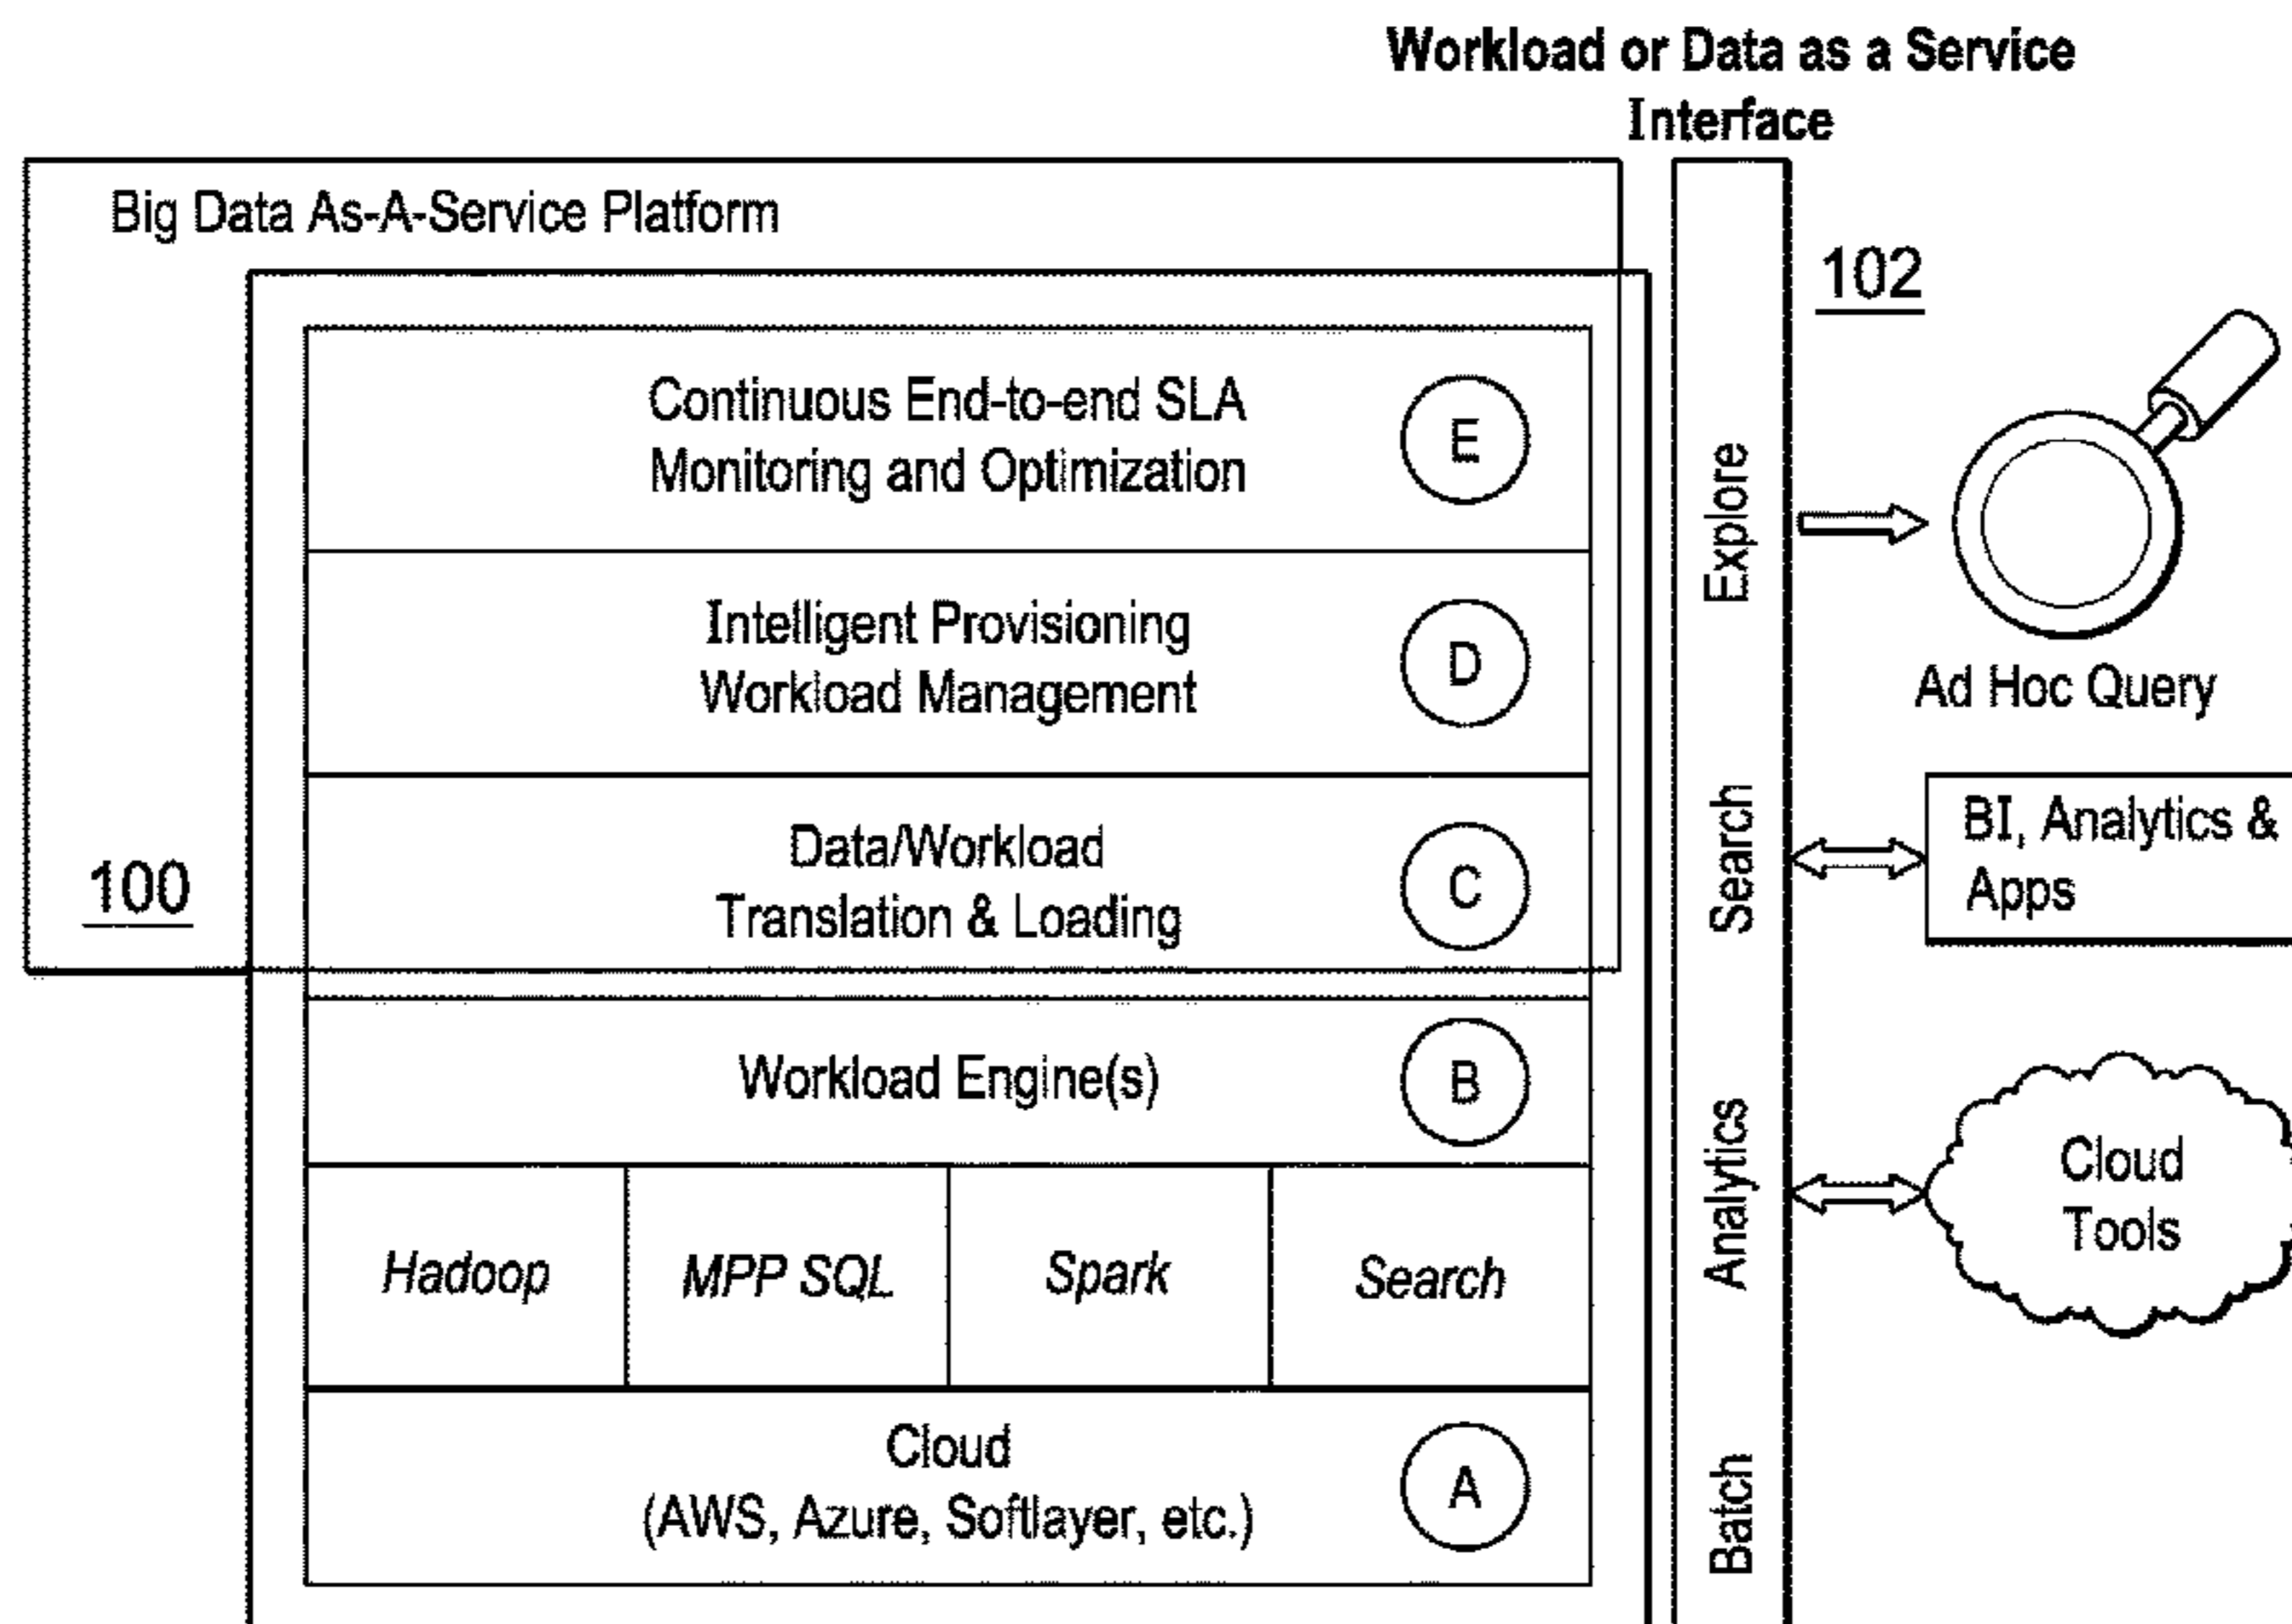 Workload or Data as a Service
Interface
Big Data As-A-Service Platform
102
Continuous End-to-end SLA
Monitoring and Optimization
E
Intelligent Provisioning
Workload Management
D
Data/Workload
Translation & Loading
C
100
Workload Engine(s)
B
Hadoop
MPP SQL
Spark
Search
Cloud
(AWS, Azure, Softlayer, etc.)
A
Explore
Search
Analytics
Batch
Ad Hoc Query
BI, Analytics &
Apps
Cloud
Tools